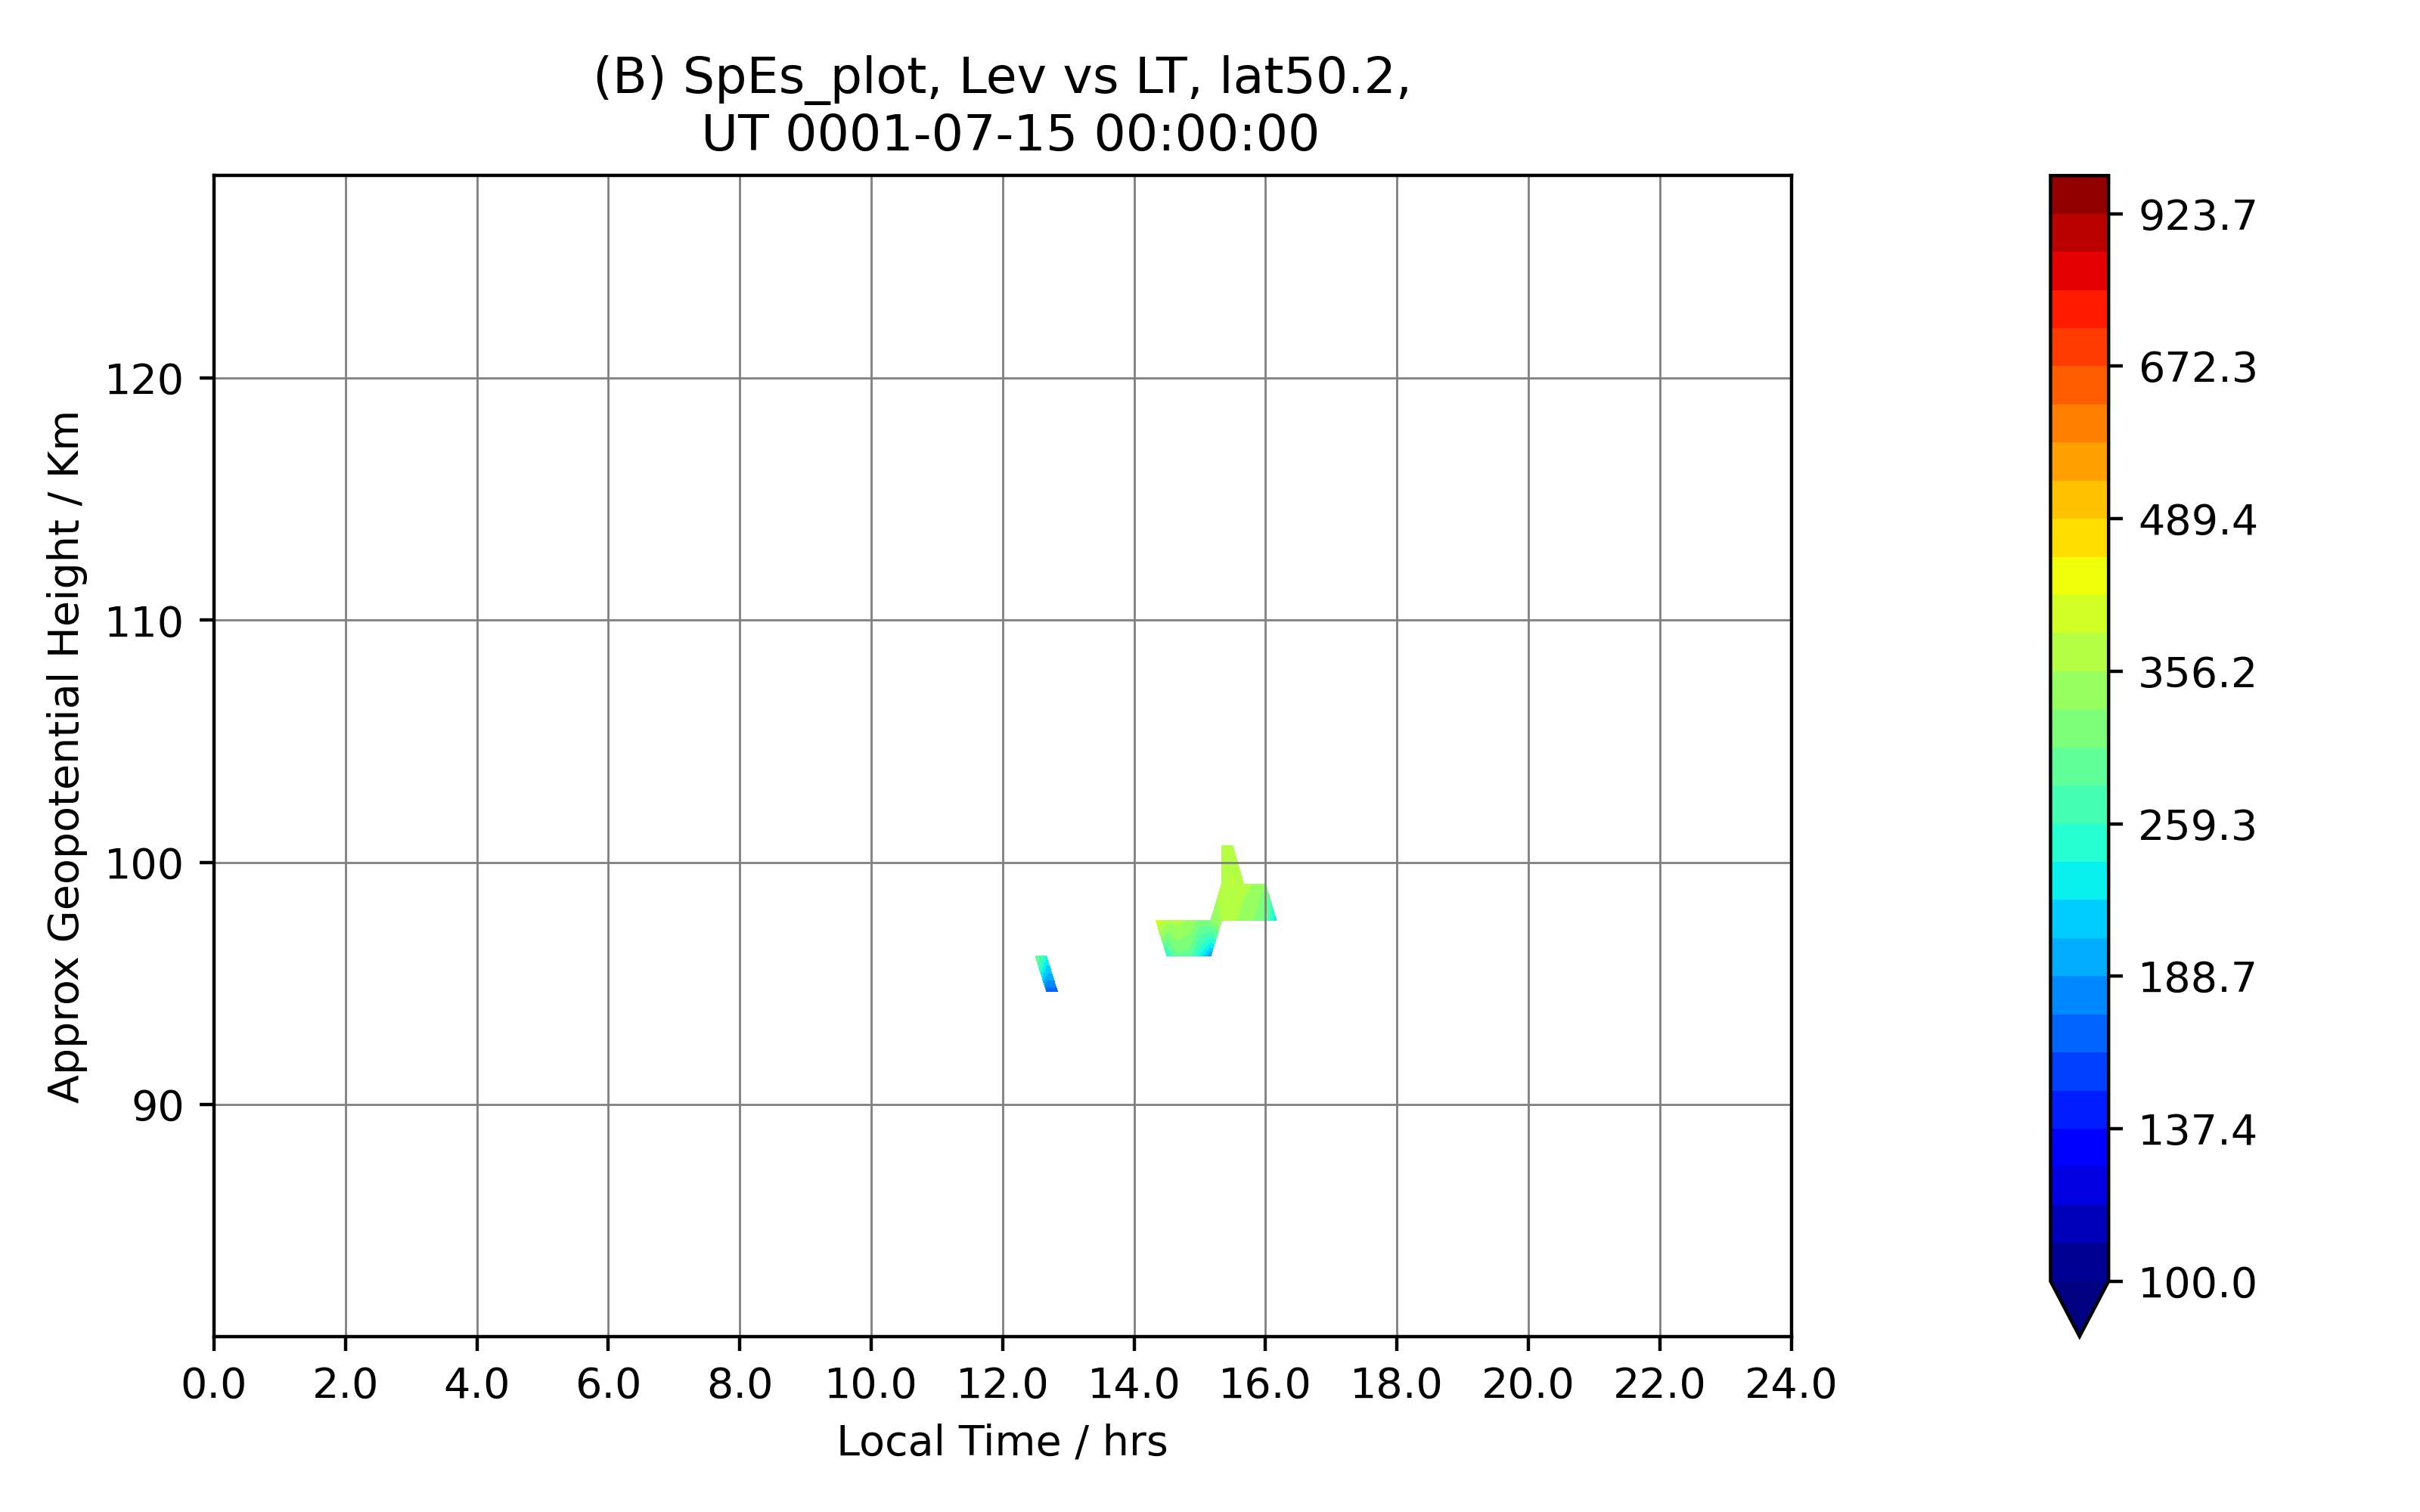 (B) SpEs_plot, Lev vs LT, lat50.2,
UT 0001-07-15 00:00:00
Approx Geopotential Height / Km
120
110
100
90
0.0 2.0 4.0 6.0 8.0 10.0 12.0 14.0 16.0 18.0 20.0 22.0 24.0
Local Time / hrs
923.7
672.3
489.4
356.2
259.3
188.7
137.4
100.0